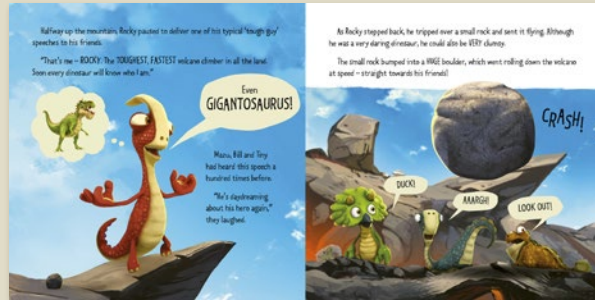 Halfway up the mountain, Rocky paused to deliver one of his typical 'tough guy'
speeches to his friends.
"That's me – ROCKY. The TOUGHEST, FASTEST volcano climber in all the land.
Soon every dinosaur will know who I am."
Even
GIGANTOSAURUS!
Mazu, Bill and Tiny
had heard this speech a
hundred times before.
"He's daydreaming
about his hero again,"
they laughed.
As Rocky stepped back, he tripped over a small rock and sent it flying. Although
he was a very daring dinosaur, he could also be VERY clumsy.
The small rock bumped into a HUGE boulder, which went rolling down the volcano
at speed – straight towards his friends!
CRASH!
DUCK!
AAARGH!
LOOK OUT!